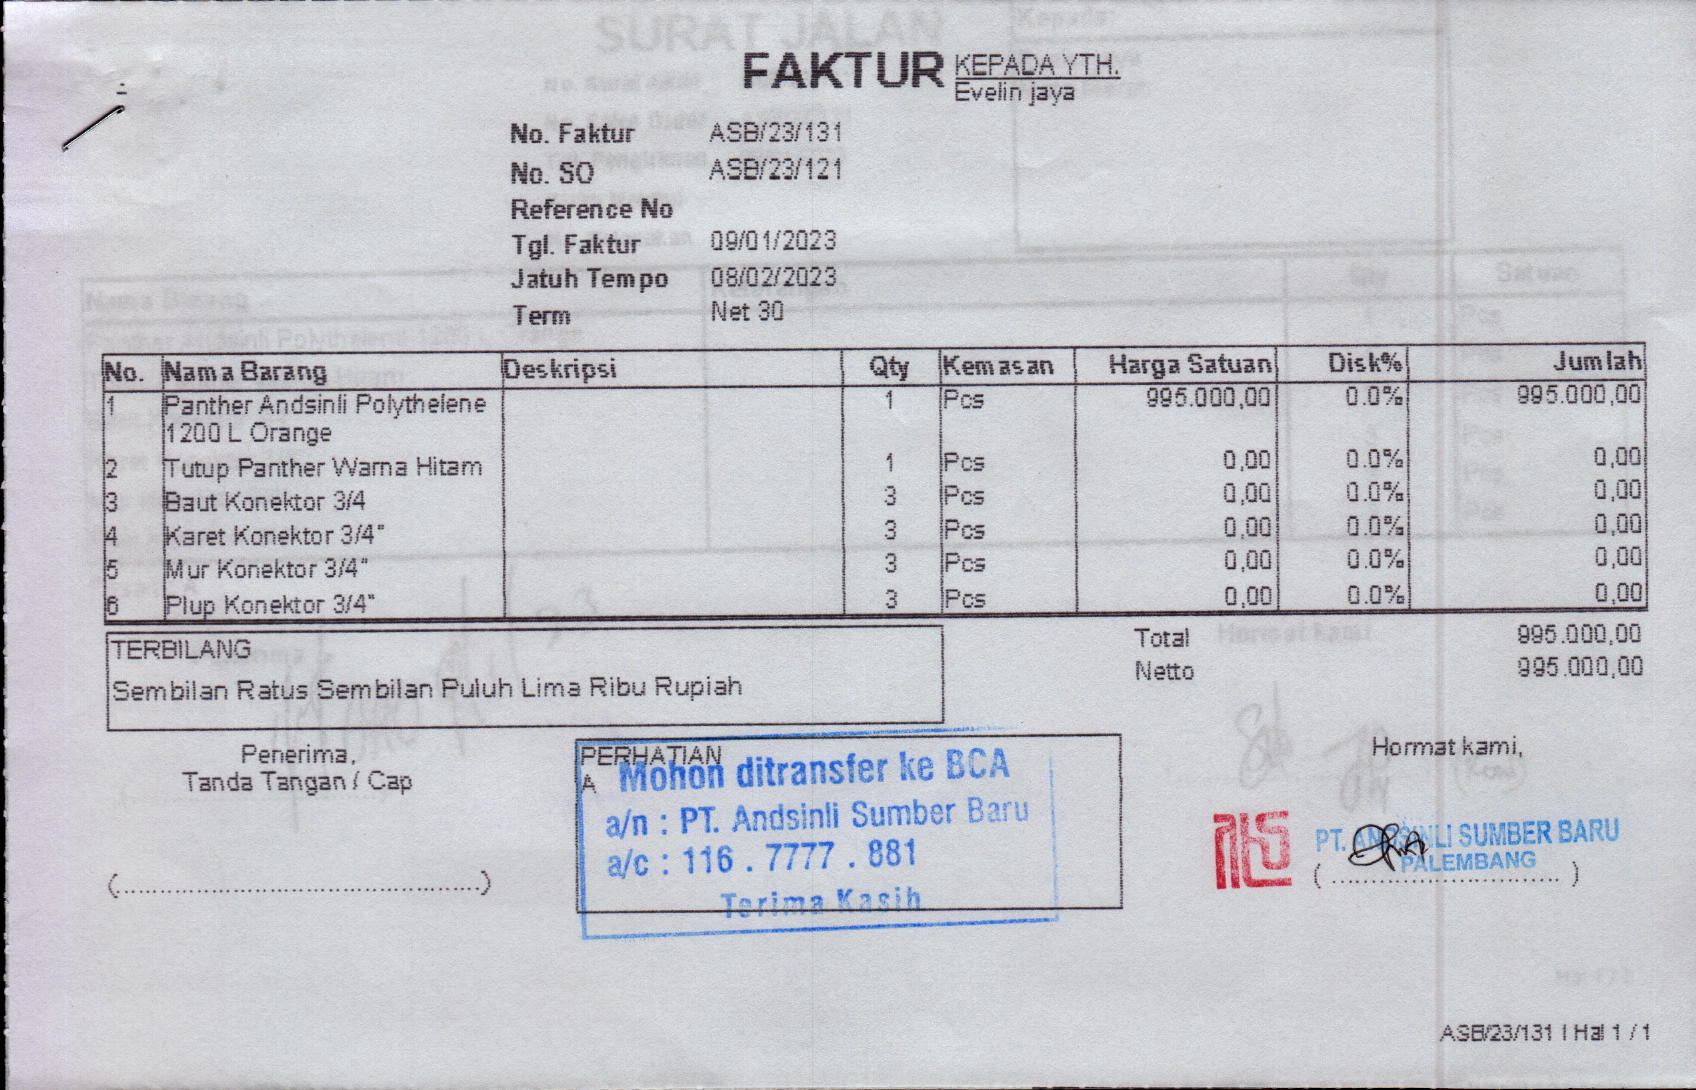 FAKTUR
KEPADA YTH.
Evelin jaya
No. Faktur ASB/23/131
No. SO ASB/23/121
Reference No
Tgl. Faktur 09/01/2023
Jatuh Tempo 08/02/2023
Term Net 30
No. Nama Barang Deskripsi Qty Kemasan Harga Satuan Disk% Jumlah
1 Panther Andsinli Polythelene 1 Pcs 995.000,00 0.0% 995.000,00
1200 L Orange
2 Tutup Panther Warna Hitam 1 Pcs 0,00 0.0% 0,00
3 Baut Konektor 3/4 3 Pcs 0,00 0.0% 0,00
4 Karet Konektor 3/4" 3 Pcs 0,00 0.0% 0,00
5 Mur Konektor 3/4" 3 Pcs 0,00 0.0% 0,00
6 Plup Konektor 3/4" 3 Pcs 0,00 0.0% 0,00
TERBILANG
Sembilan Ratus Sembilan Puluh Lima Ribu Rupiah
Total 995.000,00
Netto 995.000,00
Penerima,
Tanda Tangan / Cap
(...............................................)
PERHATIAN
A
Mohon ditransfer ke BCA
a/n : PT. Andsinli Sumber Baru
a/c : 116 . 7777 . 881
Terima Kasih
Hormat kami,
PT. ANDSINLI SUMBER BARU
PALEMBANG
( .............................. )
ASB/23/131 | Hal 1 / 1